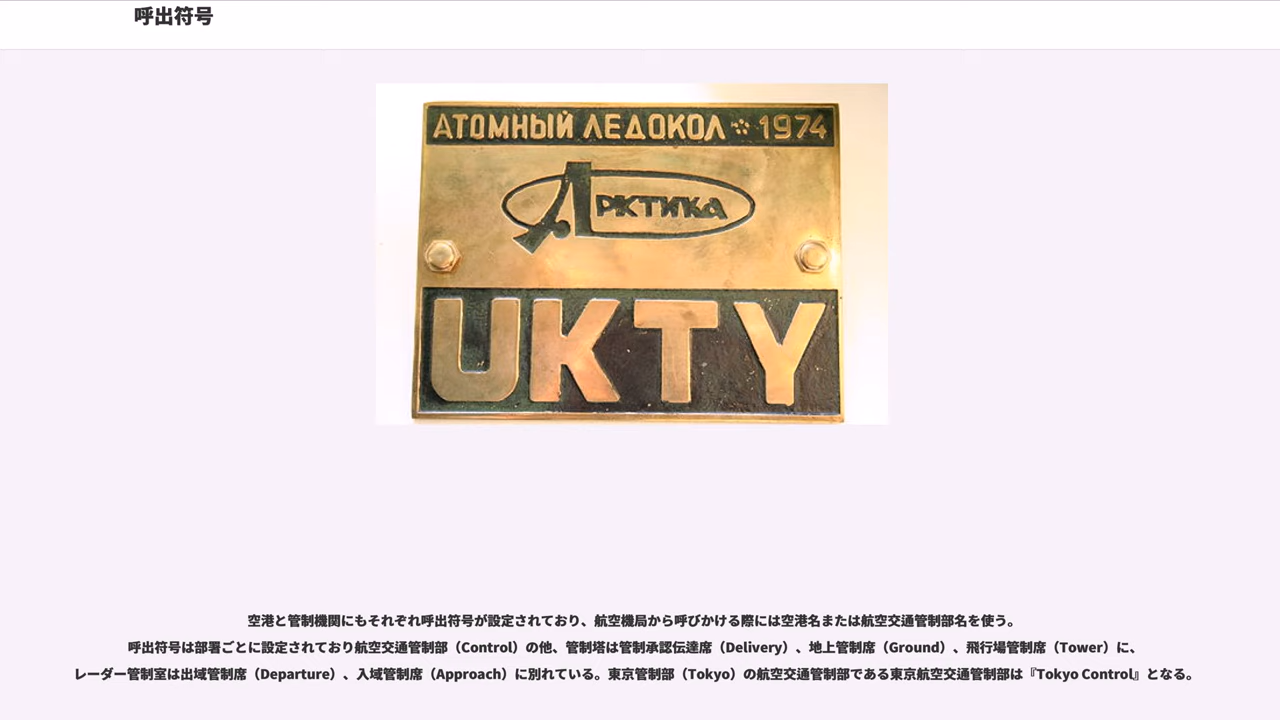 呼出符号
АТОМНЫЙ ЛЕДОКОЛ 1974
АРКТИКА
UKTY
空港と管制機関にもそれぞれ呼出符号が設定されており、航空機局から呼びかける際には空港名または航空交通管制部名を使う。
呼出符号は部署ごとに設定されており航空交通管制部（Control）の他、管制塔は管制承認伝達席（Delivery）、地上管制席（Ground）、飛行場管制席（Tower）に、
レーダー管制室は出域管制席（Departure）、入域管制席（Approach）に別れている。東京管制部（Tokyo）の航空交通管制部である東京航空交通管制部は『Tokyo Control』となる。